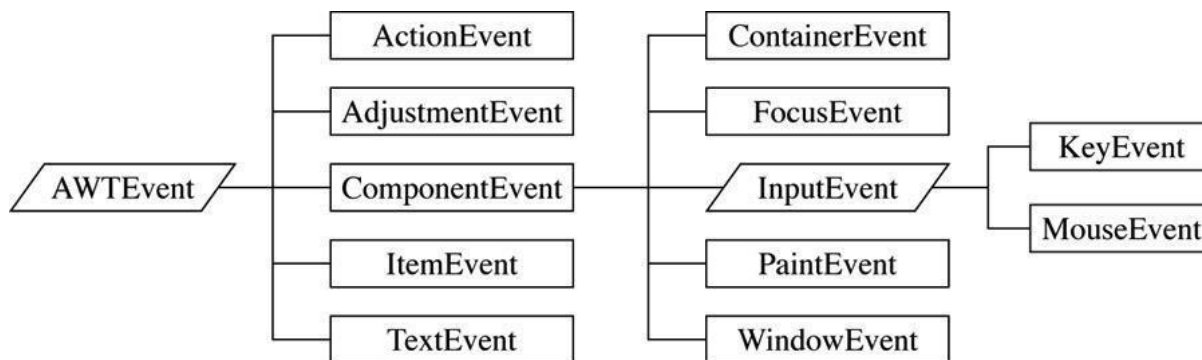 AWTEvent
ActionEvent
AdjustmentEvent
ComponentEvent
ItemEvent
TextEvent
ContainerEvent
FocusEvent
InputEvent
PaintEvent
WindowEvent
KeyEvent
MouseEvent